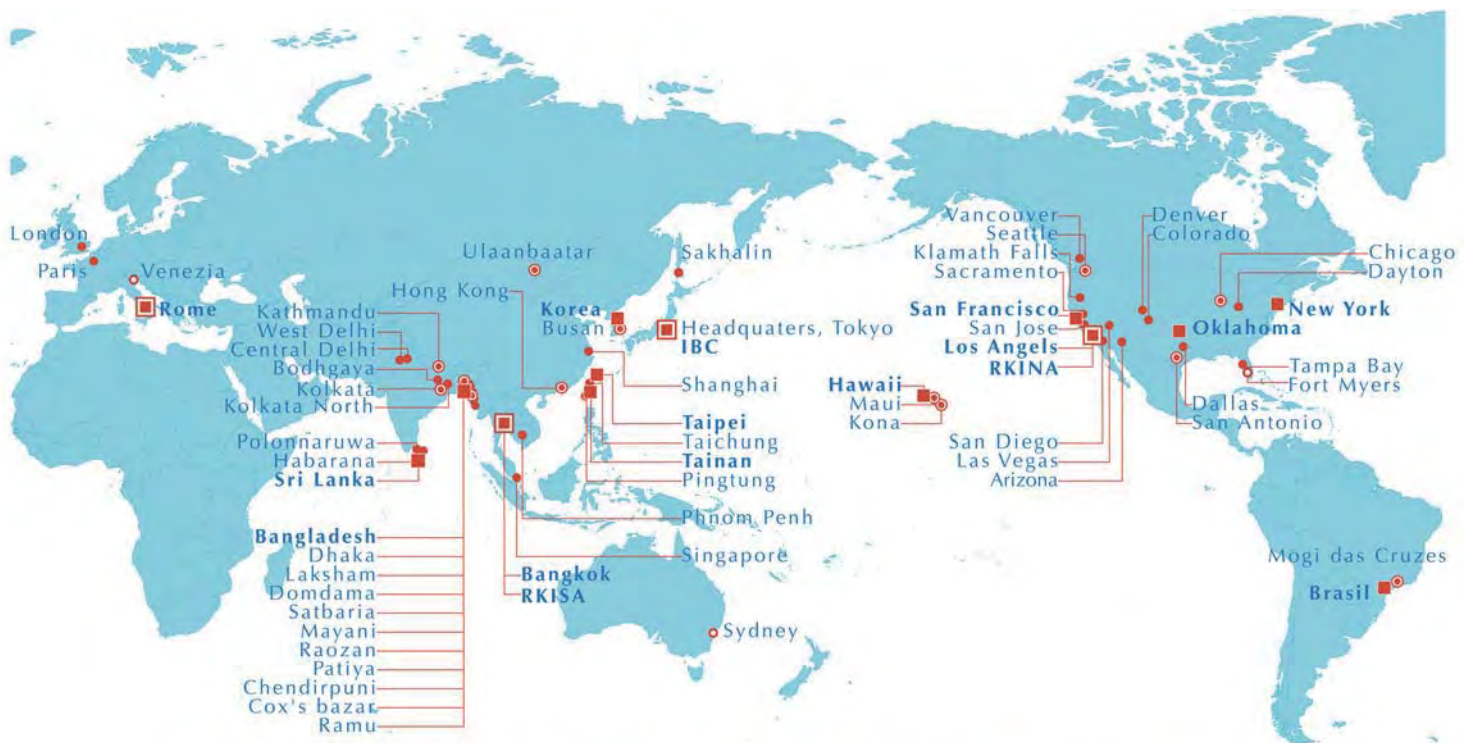 London
Paris
Venezia
Rome
Ulaanbaatar
Sakhalin
Hong Kong
Korea
Busan
Headquaters, Tokyo
IBC
Kathmandu
West Delhi
Central Delhi
Bodhgaya
Kolkata
Kolkata North
Shanghai
Polonnaruwa
Habarana
Sri Lanka
Taipei
Taichung
Tainan
Pingtung
Phnom Penh
Singapore
Bangladesh
Dhaka
Laksham
Domdama
Satbaria
Mayani
Raozan
Patiya
Chendirpuni
Cox's bazar
Ramu
Bangkok
RKISA
Sydney
Vancouver
Seattle
Klamath Falls
Sacramento
San Francisco
San Jose
Los Angels
RKINA
Hawaii
Maui
Kona
San Diego
Las Vegas
Arizona
Denver
Colorado
Chicago
Dayton
New York
Oklahoma
Tampa Bay
Fort Myers
Dallas
San Antonio
Mogi das Cruzes
Brasil